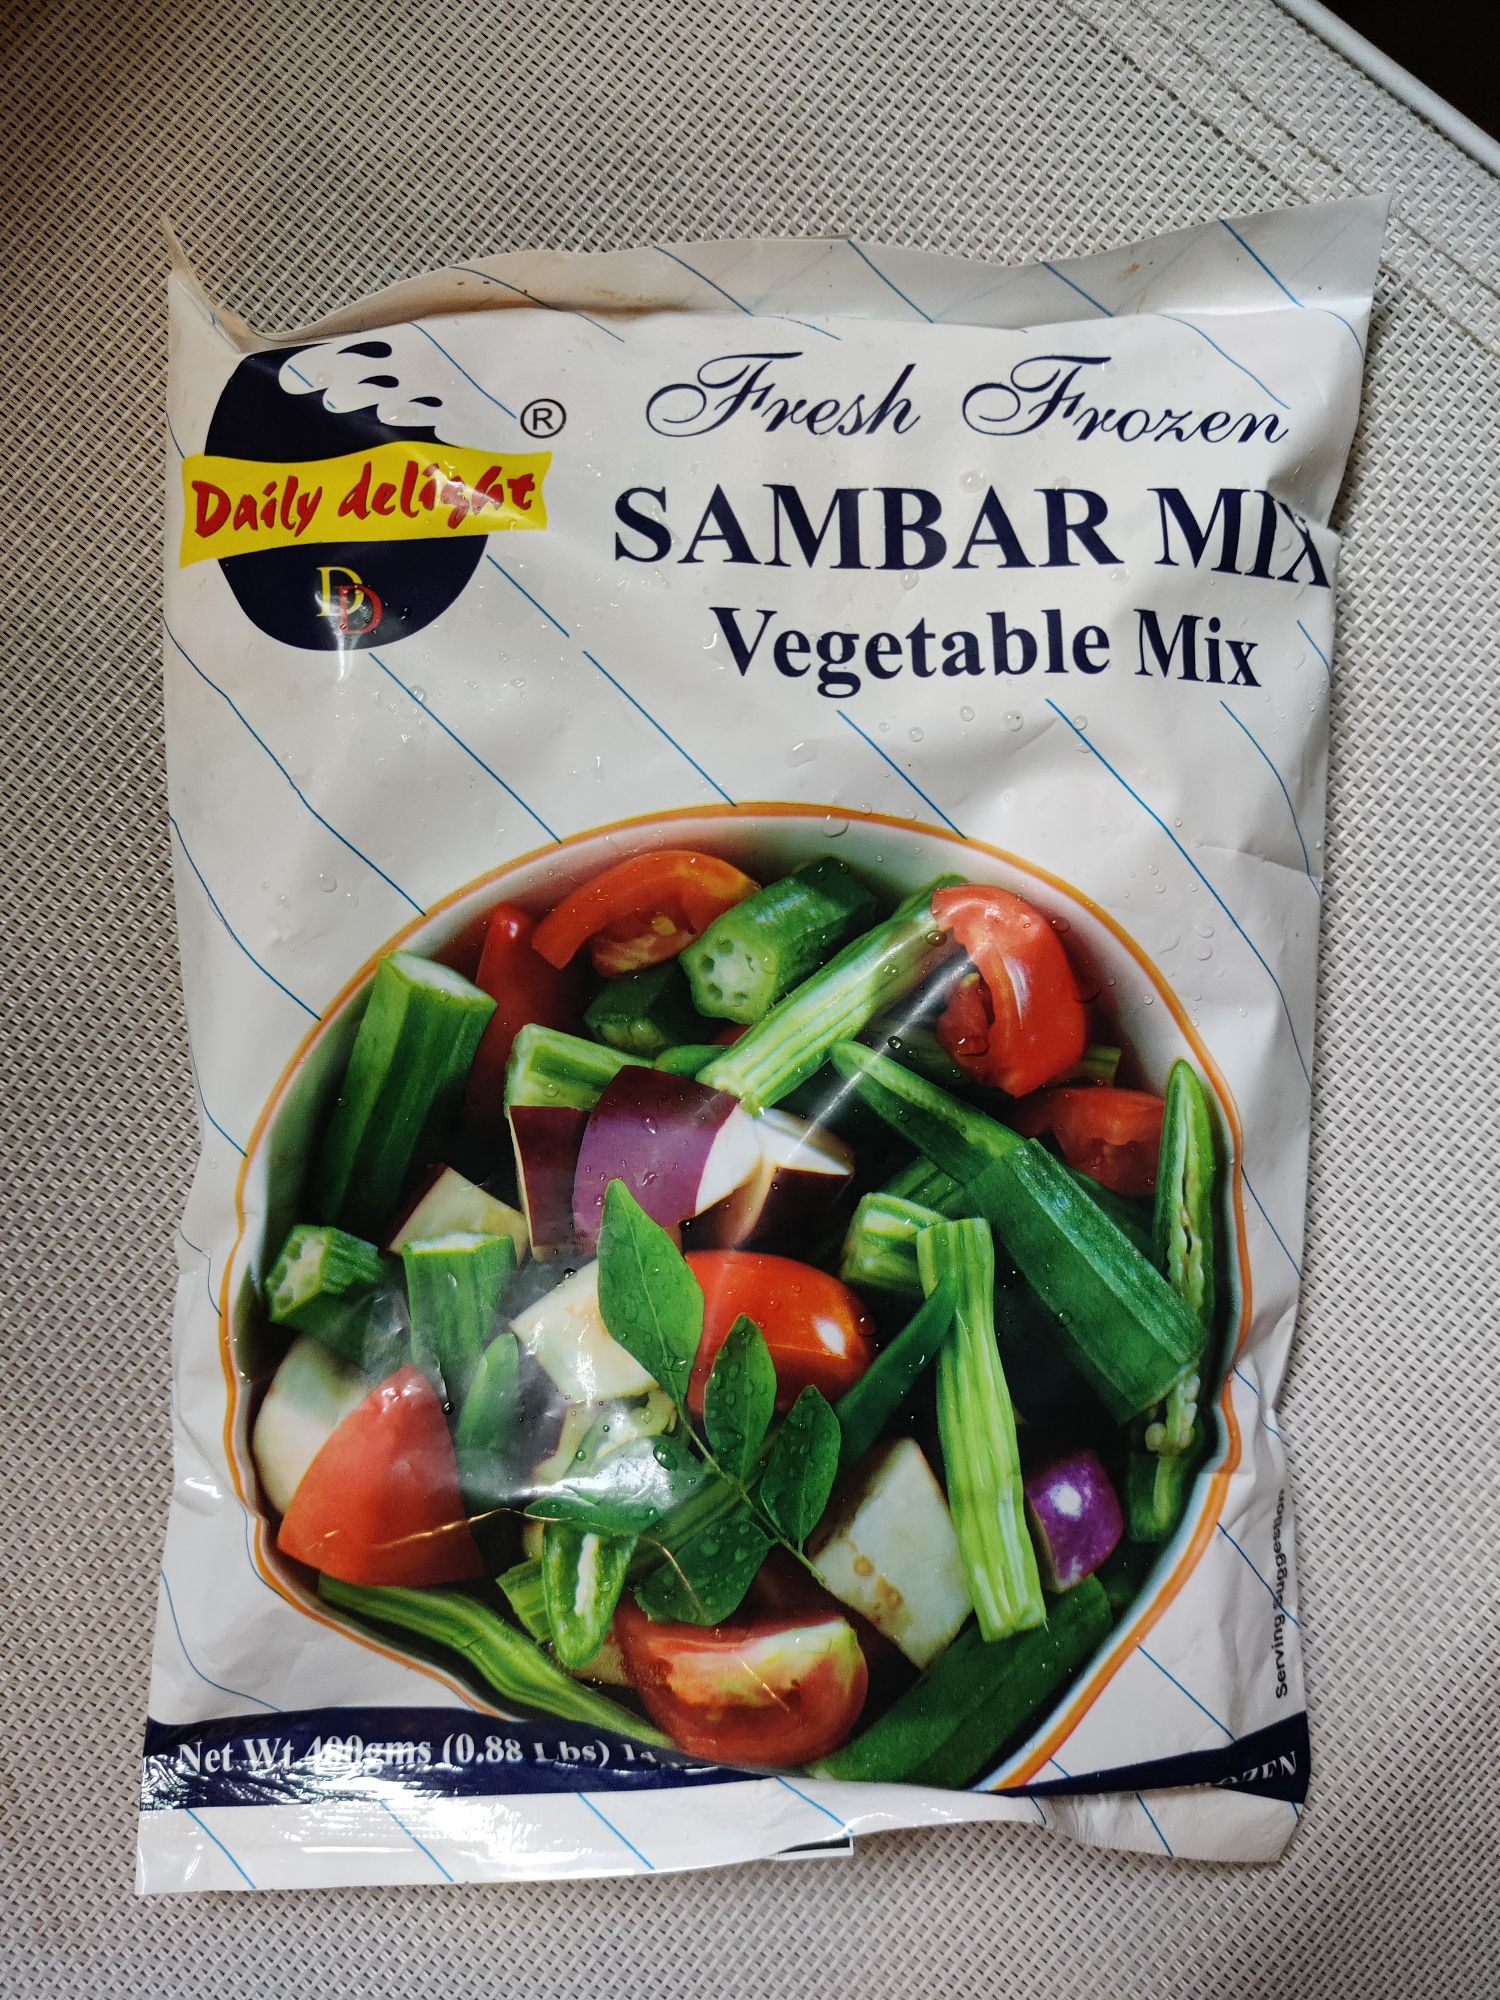 Daily delight
®
DD
Fresh Frozen
SAMBAR MIX
Vegetable Mix
Serving Suggestion
Net Wt 400gms (0.88 Lbs)